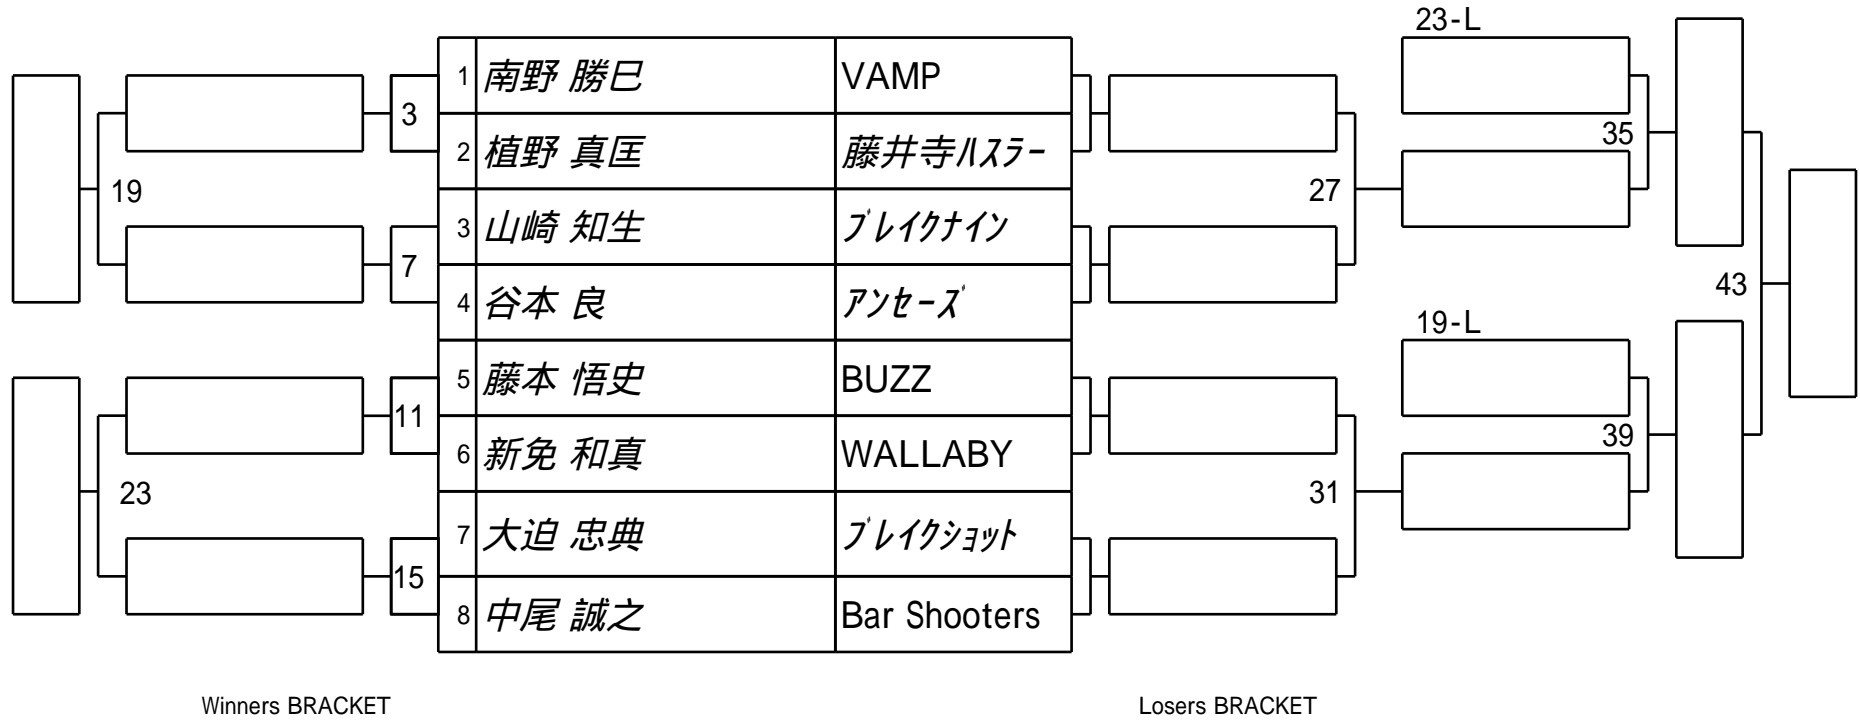 23-L
1 南野 勝巳 VAMP
3
2 植野 真匡 藤井寺ﾊｽﾗｰ
35
19
27
3 山崎 知生 ﾌﾞﾚｲｸﾅｲﾝ
7
4 谷本 良 ｱﾝｾｰｽﾞ
43
19-L
5 藤本 悟史 BUZZ
11
39
6 新免 和真 WALLABY
23
31
7 大迫 忠典 ﾌﾞﾚｲｸｼｮｯﾄ
15
8 中尾 誠之 Bar Shooters
Winners BRACKET
Losers BRACKET